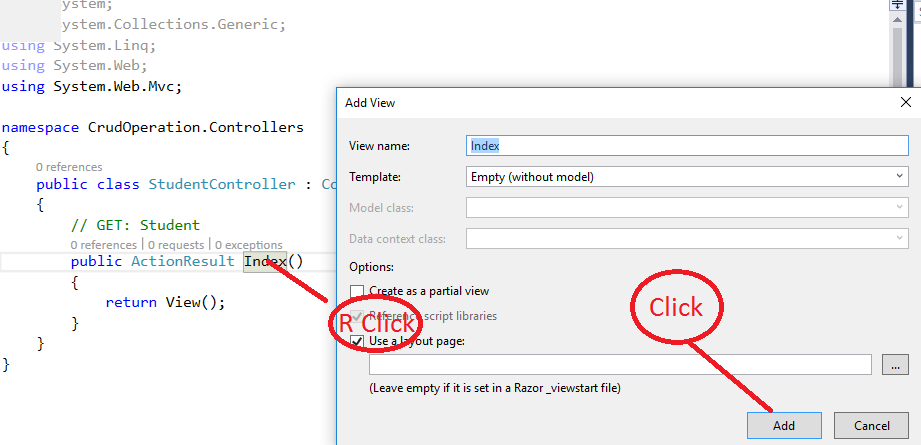 ystem;
ystem.Collections.Generic;
using System.Linq;
using System.Web;
using System.Web.Mvc;
namespace CrudOperation.Controllers
{
0 references
public class StudentController : Co
{
// GET: Student
0 references | 0 requests | 0 exceptions
public ActionResult Index()
{
return View();
}
}
}
Add View
View name:
Index
Template:
Empty (without model)
Model class:
Data context class:
Options:
Create as a partial view
Reference script libraries
Use a layout page:
...
(Leave empty if it is set in a Razor _viewstart file)
Add
Cancel
R Click
Click